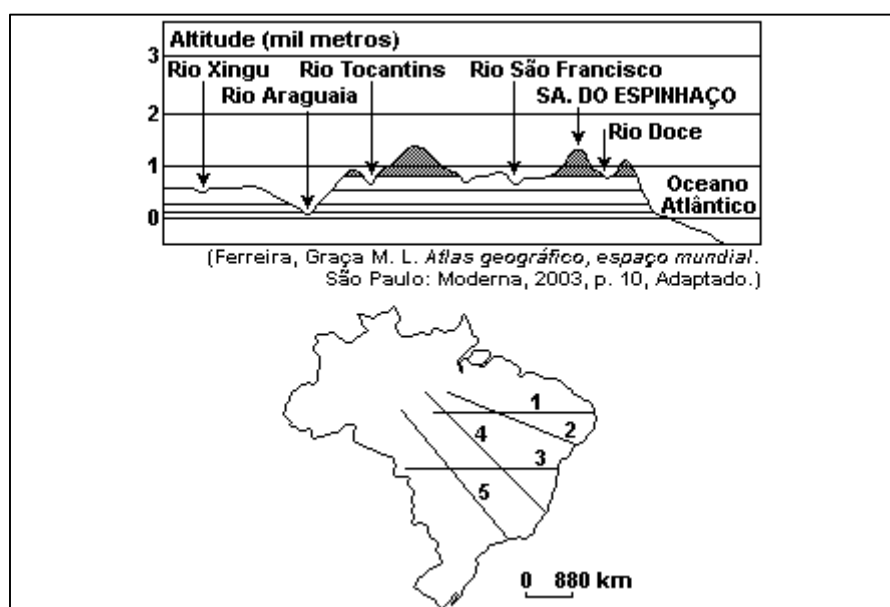 Altitude (mil metros)
3
Rio Xingu
Rio Tocantins
Rio São Francisco
Rio Araguaia
SA. DO ESPINHAÇO
2
Rio Doce
1
Oceano
Atlântico
0
(Ferreira, Graça M. L. Atlas geográfico, espaço mundial.
São Paulo: Moderna, 2003, p. 10, Adaptado.)
1
2
4
3
5
0 880 km